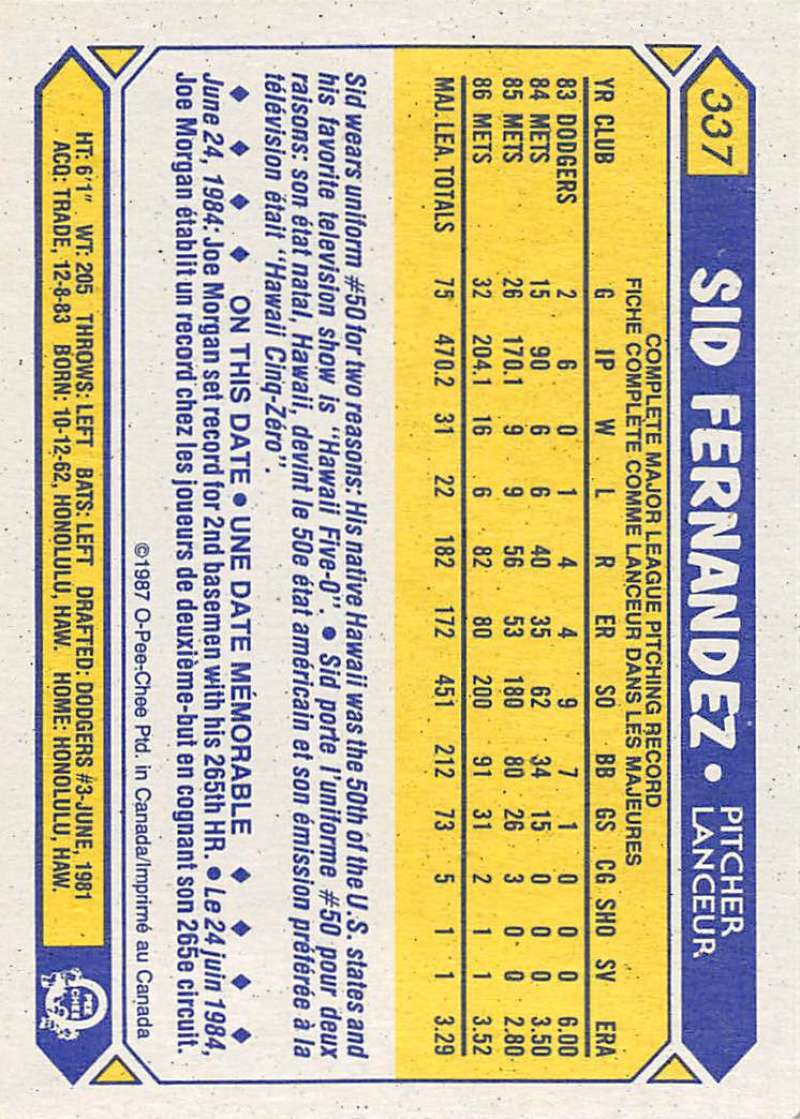 337 SID FERNANDEZ • PITCHER
LANCEUR
COMPLETE MAJOR LEAGUE PITCHING RECORD
FICHE COMPLÈTE COMME LANCEUR DANS LES MAJEURES
YR CLUB G IP W L R ER SO BB GS CG SHO SV ERA
83 DODGERS 2 6 0 1 4 4 9 7 1 0 0 0 6.00
84 METS 15 90 6 6 40 35 62 34 15 0 0 0 3.50
85 METS 26 170.1 9 9 56 53 180 80 26 3 0 0 2.80
86 METS 32 204.1 16 6 82 80 200 91 31 2 1 1 3.52
MAJ. LEA. TOTALS 75 470.2 31 22 182 172 451 212 73 5 1 1 3.29
Sid wears uniform #50 for two reasons: His native Hawaii was the 50th of the U.S. states and
his favorite television show is "Hawaii Five-O". • Sid porte l'uniforme #50 pour deux
raisons: son état natal, Hawaii, devint le 50e état américain et son émission préférée à la
télévision était "Hawaii Cinq-Zéro".
◆ ◆ ◆ ◆ ON THIS DATE • UNE DATE MÉMORABLE ◆ ◆ ◆ ◆
June 24, 1984: Joe Morgan set record for 2nd basemen with his 265th HR. • Le 24 juin 1984,
Joe Morgan établit un record chez les joueurs de deuxième-but en cognant son 265e circuit.
©1987 O-Pee-Chee Ptd. in Canada/Imprimé au Canada
HT: 6'1" WT: 205 THROWS: LEFT BATS: LEFT DRAFTED: DODGERS #3-JUNE, 1981
ACQ: TRADE, 12-8-83 BORN: 10-12-62, HONOLULU, HAW. HOME: HONOLULU, HAW.
O
PEE
CHEE